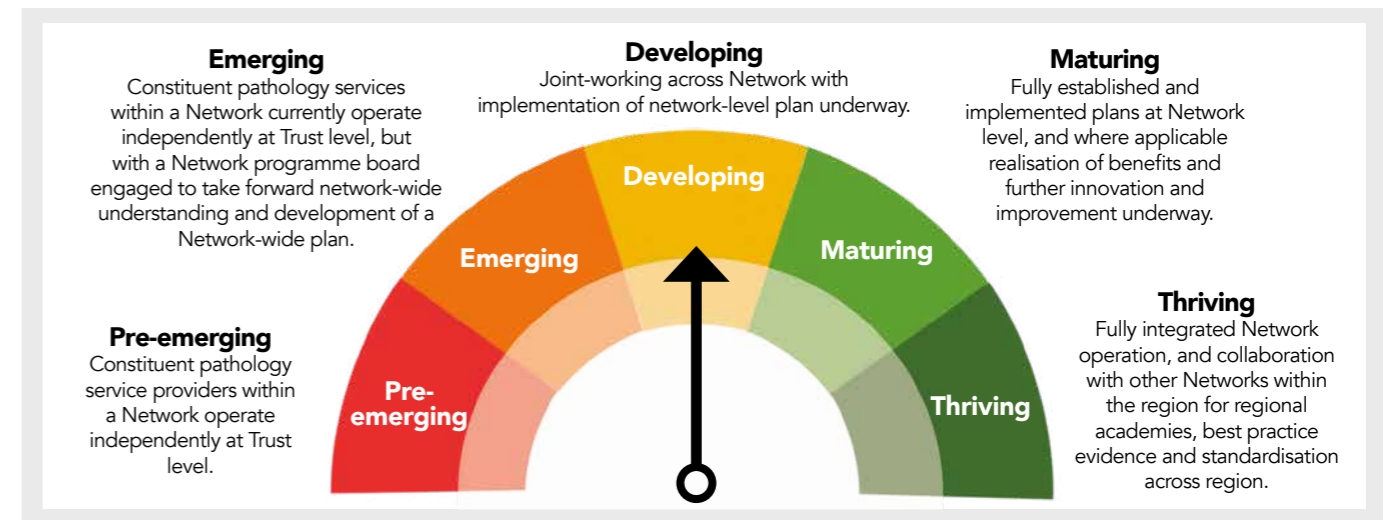 Emerging
Constituent pathology services
within a Network currently operate
independently at Trust level, but
with a Network programme board
engaged to take forward network-wide
understanding and development of a
Network-wide plan.
Developing
Joint-working across Network with
implementation of network-level plan underway.
Maturing
Fully established and
implemented plans at Network
level, and where applicable
realisation of benefits and
further innovation and
improvement underway.
Pre-emerging
Constituent pathology
service providers within
a Network operate
independently at Trust
level.
Thriving
Fully integrated Network
operation, and collaboration
with other Networks within
the region for regional
academies, best practice
evidence and standardisation
across region.
Pre-
emerging
Emerging
Developing
Maturing
Thriving